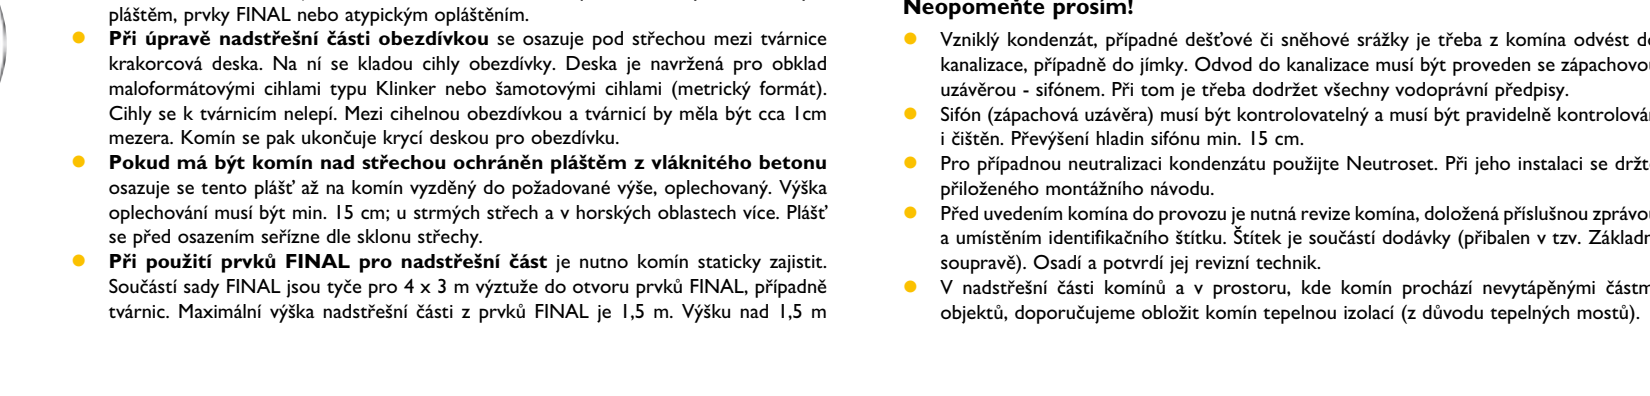 pláštěm, prvky FINAL nebo atypickým opláštěním.
Při úpravě nadstřešní části obezdívkou se osazuje pod střechou mezi tvárnice
krakorcová deska. Na ní se kladou cihly obezdívky. Deska je navržená pro obklad
maloformátovými cihlami typu Klinker nebo šamotovými cihlami (metrický formát).
Cihly se k tvárnicím nelepí. Mezi cihelnou obezdívkou a tvárnicí by měla být cca 1cm
mezera. Komín se pak ukončuje krycí deskou pro obezdívku.
Pokud má být komín nad střechou ochráněn pláštěm z vláknitého betonu
osazuje se tento plášť až na komín vyzděný do požadované výše, oplechovaný. Výška
oplechování musí být min. 15 cm; u strmých střech a v horských oblastech více. Plášť
se před osazením seřízne dle sklonu střechy.
Při použití prvků FINAL pro nadstřešní část je nutno komín staticky zajistit.
Součástí sady FINAL jsou tyče pro 4 x 3 m výztuže do otvoru prvků FINAL, případně
tvárnic. Maximální výška nadstřešní části z prvků FINAL je 1,5 m. Výšku nad 1,5 m
Neopomeňte prosím!
Vzniklý kondenzát, případné dešťové či sněhové srážky je třeba z komína odvést d
kanalizace, případně do jímky. Odvod do kanalizace musí být proveden se zápachovo
uzávěrou - sifónem. Při tom je třeba dodržet všechny vodoprávní předpisy.
Sifón (zápachová uzávěra) musí být kontrolovatelný a musí být pravidelně kontrolová
i čištěn. Převýšení hladin sifónu min. 15 cm.
Pro případnou neutralizaci kondenzátu použijte Neutroset. Při jeho instalaci se držt
přiloženého montážního návodu.
Před uvedením komína do provozu je nutná revize komína, doložená příslušnou zprávo
a umístěním identifikačního štítku. Štítek je součástí dodávky (přibalen v tzv. Základn
soupravě). Osadí a potvrdí jej revizní technik.
V nadstřešní části komínů a v prostoru, kde komín prochází nevytápěnými částm
objektů, doporučujeme obložit komín tepelnou izolací (z důvodu tepelných mostů).